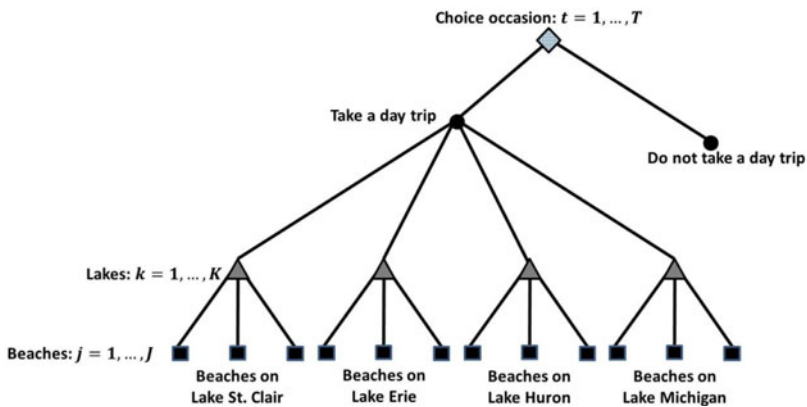 Choice occasion: t = 1, ..., T
Take a day trip
Do not take a day trip
Lakes: k = 1, ..., K
Beaches: j = 1, ..., J
Beaches on
Lake St. Clair
Beaches on
Lake Erie
Beaches on
Lake Huron
Beaches on
Lake Michigan